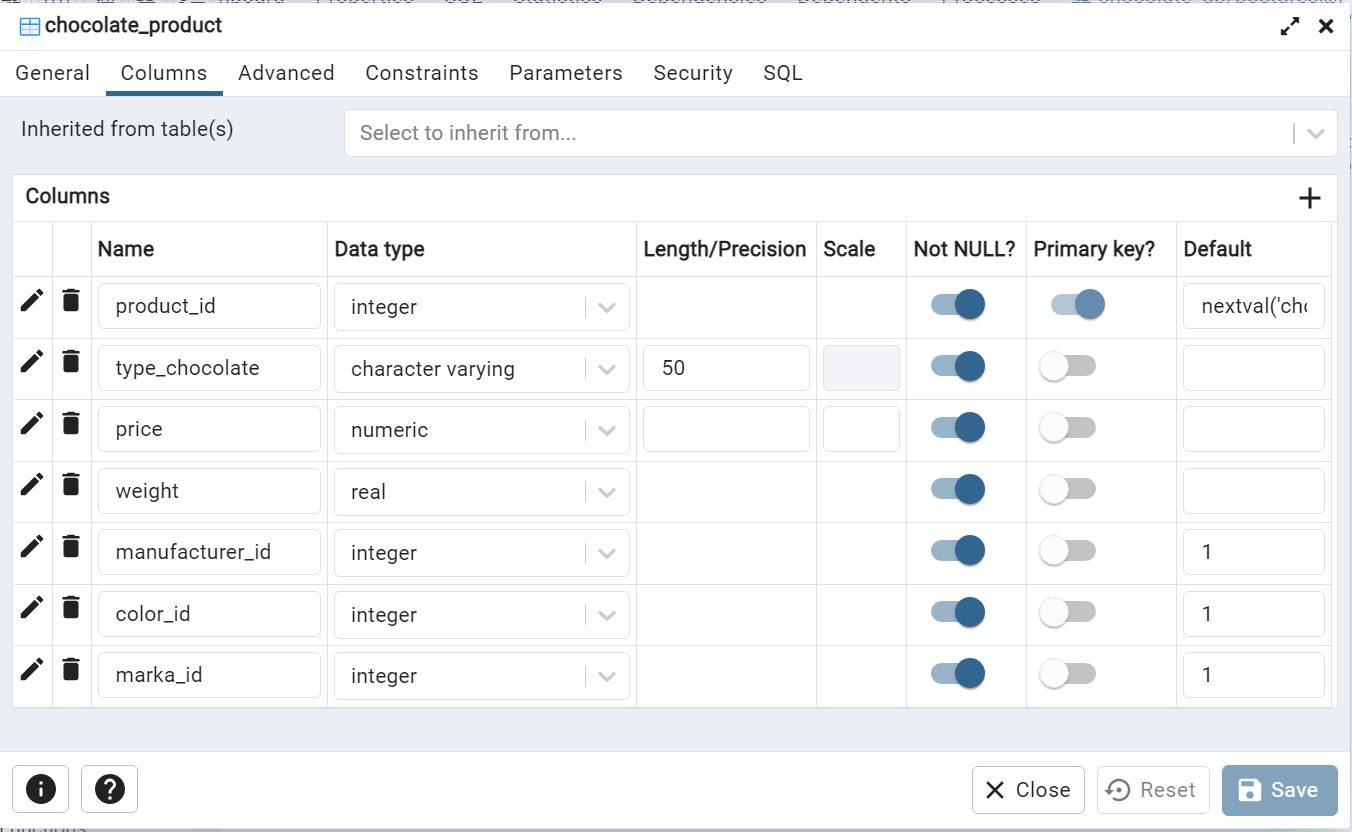 chocolate_product
General Columns Advanced Constraints Parameters Security SQL
Inherited from table(s) Select to inherit from...
Columns
Name Data type Length/Precision Scale Not NULL? Primary key? Default
product_id integer nextval('cho
type_chocolate character varying 50
price numeric
weight real
manufacturer_id integer 1
color_id integer 1
marka_id integer 1
Close Reset Save